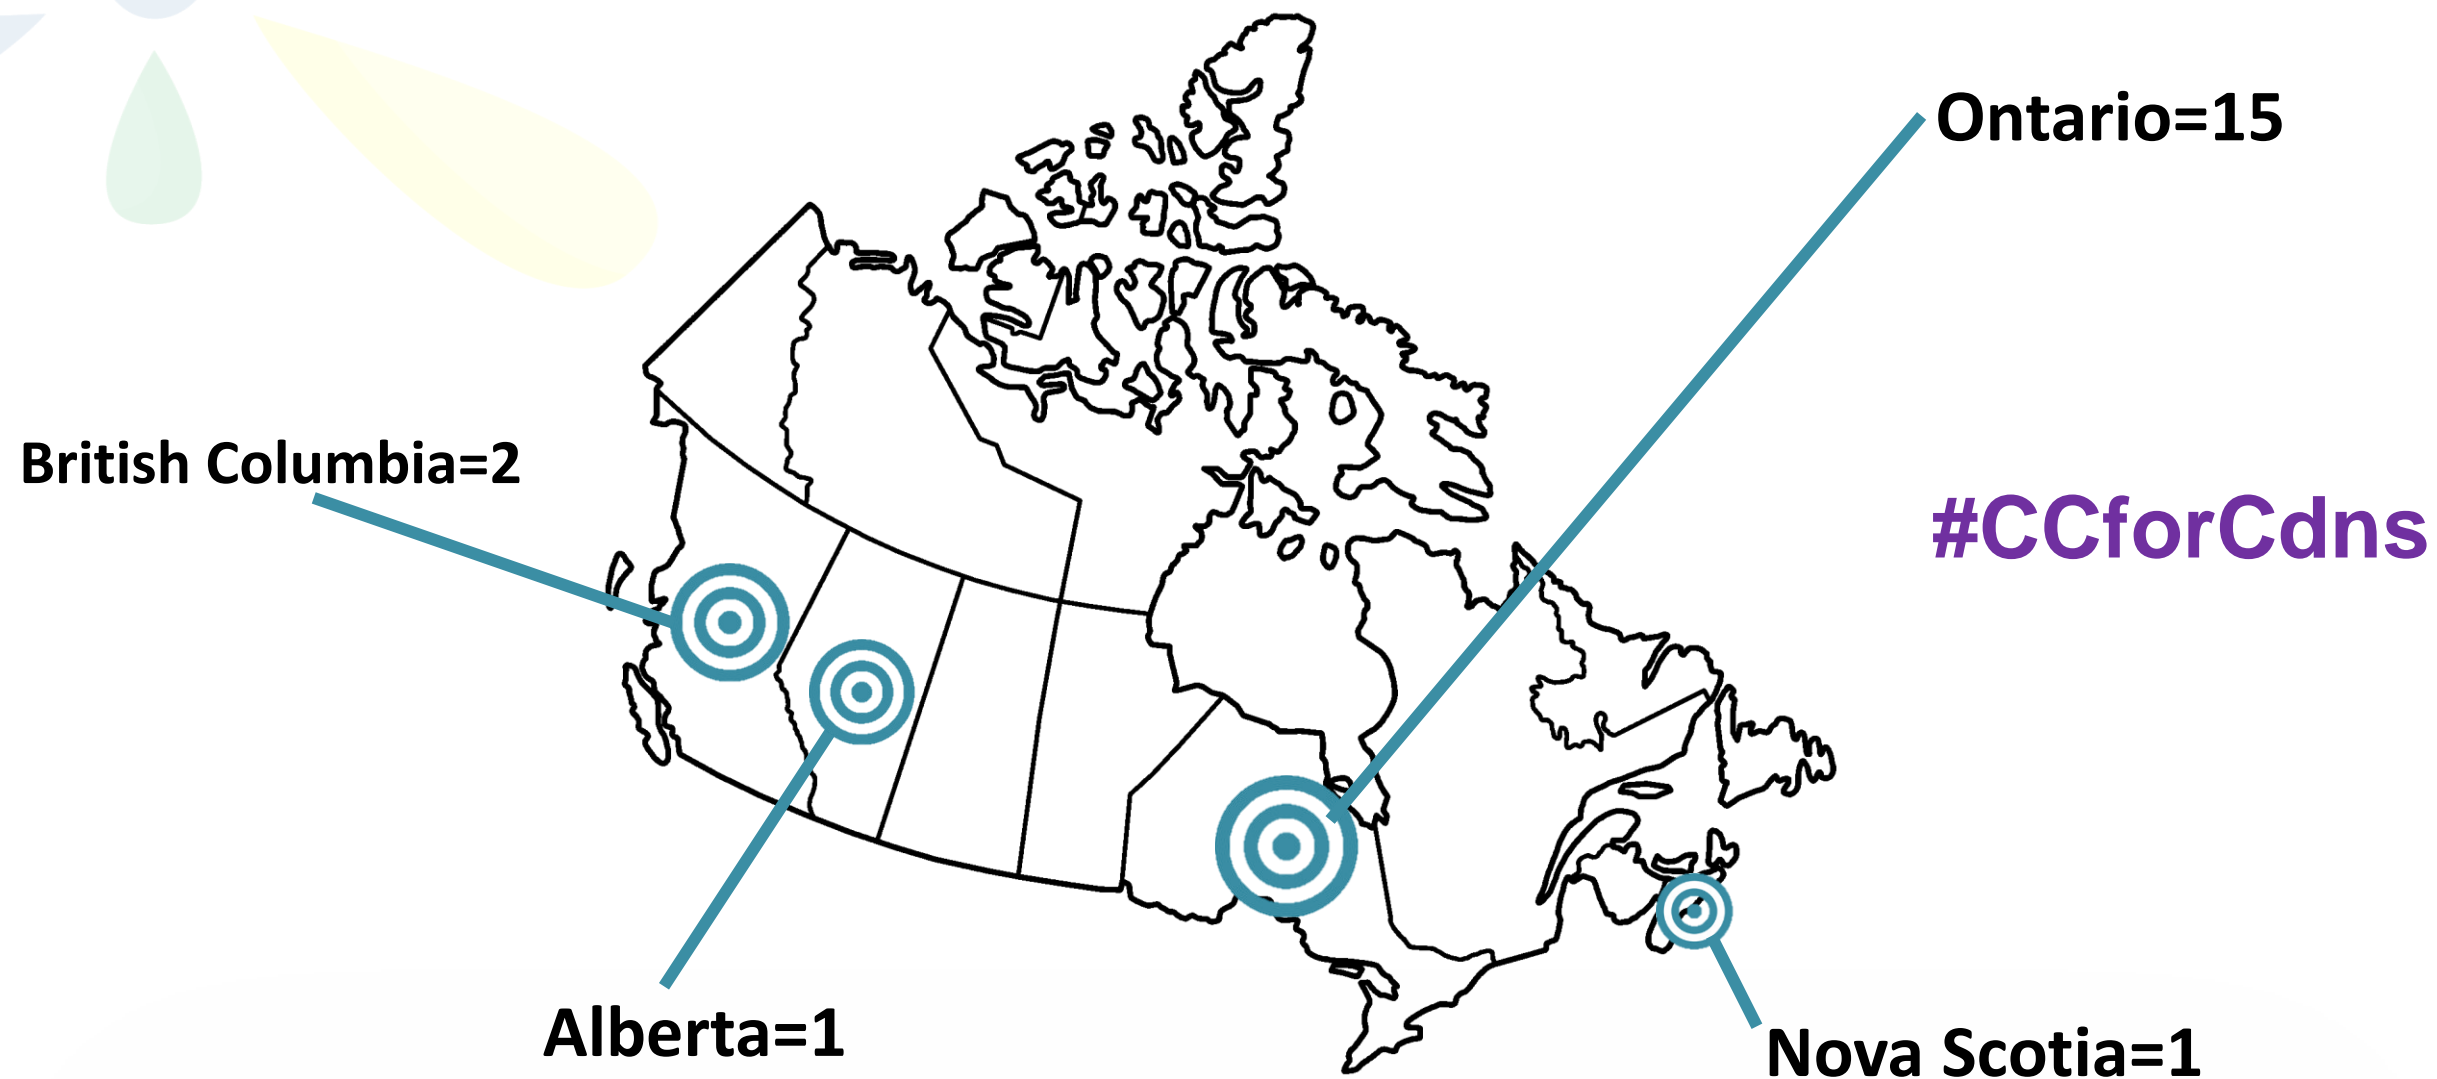 Ontario=15
British Columbia=2
#CCforCdns
Alberta=1
Nova Scotia=1